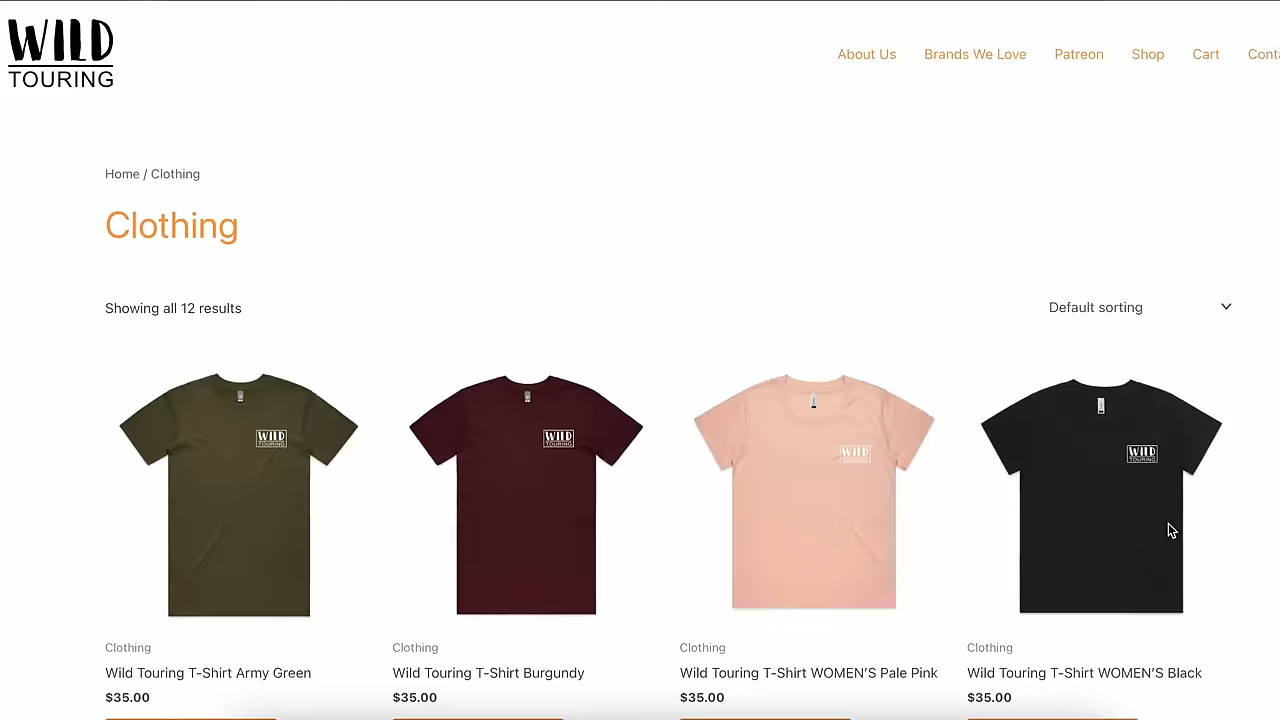 WILD
TOURING
About Us Brands We Love Patreon Shop Cart Conta
Home / Clothing
Clothing
Showing all 12 results
Default sorting
WILD
TOURING
WILD
TOURING
WILD
WILD
TOURING
Clothing Clothing Clothing Clothing
Wild Touring T-Shirt Army Green Wild Touring T-Shirt Burgundy Wild Touring T-Shirt WOMEN'S Pale Pink Wild Touring T-Shirt WOMEN'S Black
$35.00 $35.00 $35.00 $35.00